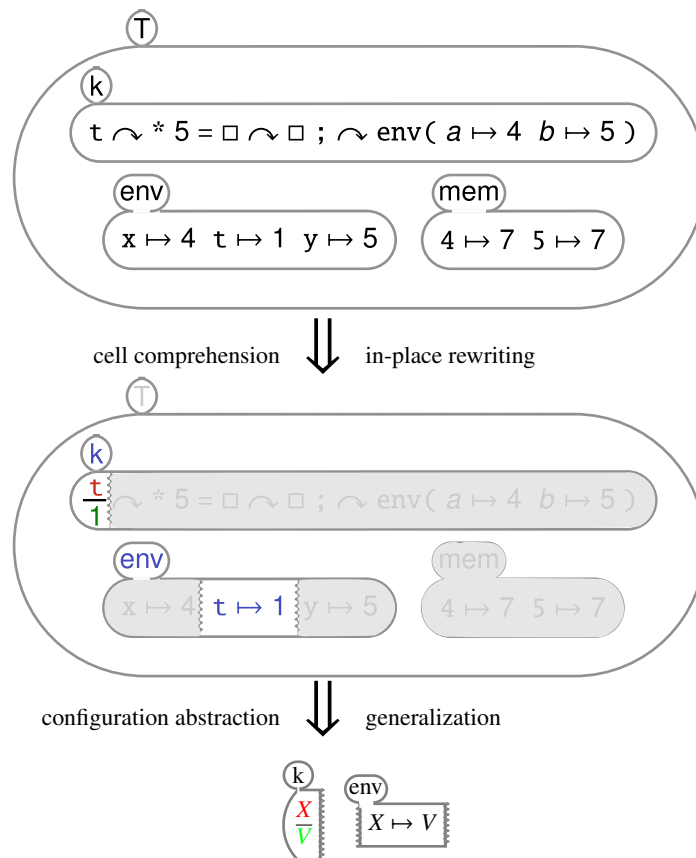 T
k
t ↷ * 5 = □ ↷ □ ; ↷ env( a ↦ 4 b ↦ 5 )
env mem
x ↦ 4 t ↦ 1 y ↦ 5 4 ↦ 7 5 ↦ 7
cell comprehension in-place rewriting
T
k
t
1 ↷ * 5 = □ ↷ □ ; ↷ env( a ↦ 4 b ↦ 5 )
env mem
x ↦ 4 t ↦ 1 y ↦ 5 4 ↦ 7 5 ↦ 7
configuration abstraction generalization
k env
X
V X ↦ V